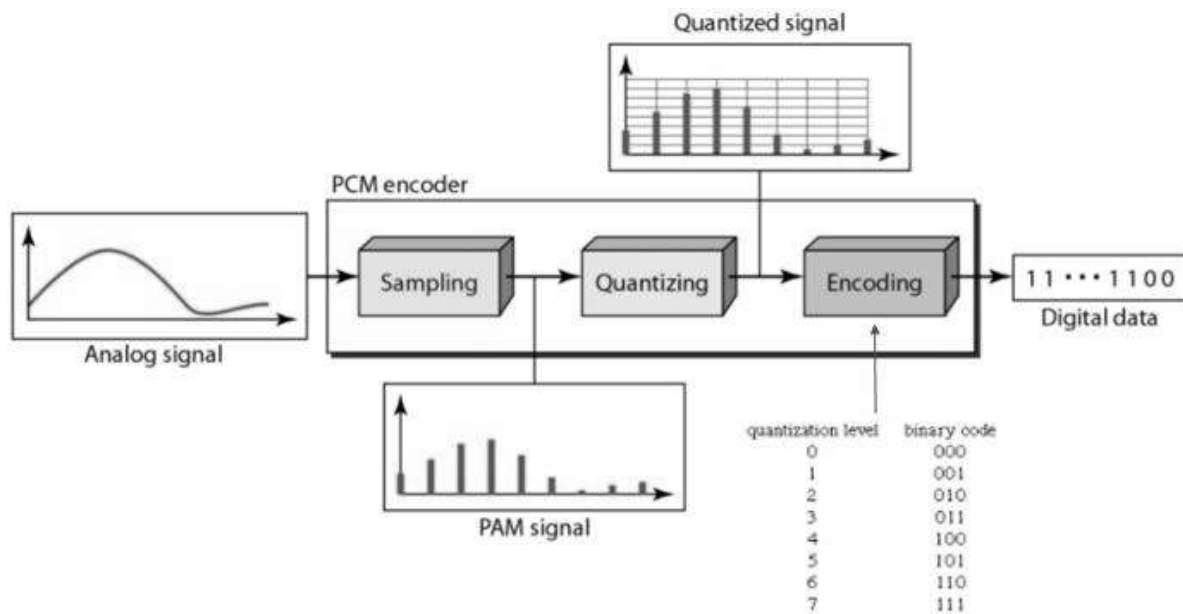 Quantized signal
PCM encoder
Sampling
Quantizing
Encoding
11 ••• 1100
Digital data
Analog signal
PAM signal
quantization level binary code
0 000
1 001
2 010
3 011
4 100
5 101
6 110
7 111